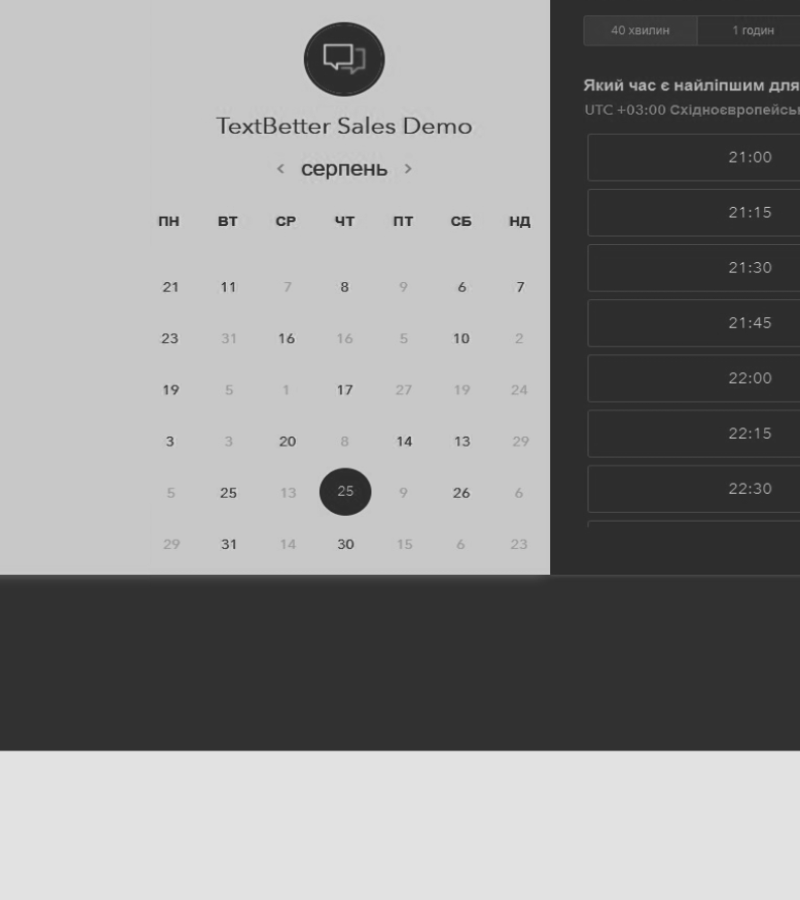 TextBetter Sales Demo
< серпень >
ПН ВТ СР ЧТ ПТ СБ НД
21 11 7 8 9 6 7
23 31 16 16 5 10 2
19 5 1 17 27 19 24
3 3 20 8 14 13 29
5 25 13 25 9 26 6
29 31 14 30 15 6 23
40 хвилин 1 годин
Який час є найліпшим для
UTC +03:00
21:00
21:15
21:30
21:45
22:00
22:15
22:30